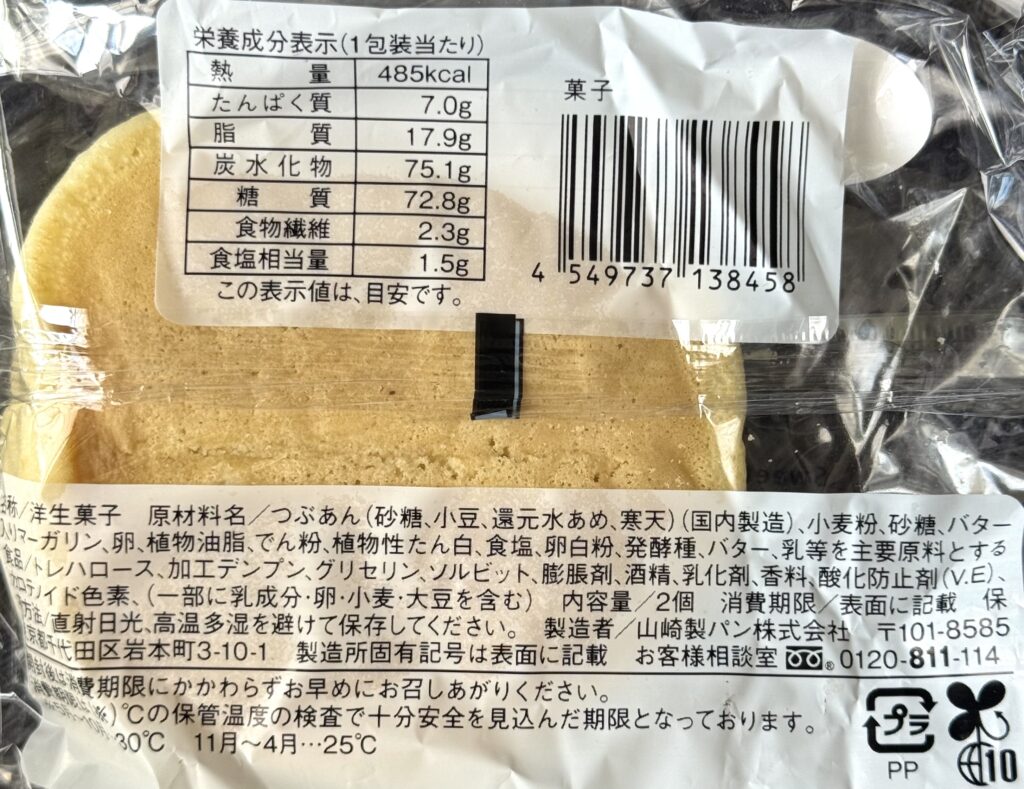 栄養成分表示(1包装当たり)
熱量 485kcal
たんぱく質 7.0g
脂質 17.9g
炭水化物 75.1g
糖質 72.8g
食物繊維 2.3g
食塩相当量 1.5g
この表示値は、目安です。
菓子
4 549737 138458
称/洋生菓子 原材料名/つぶあん(砂糖、小豆、還元水あめ、寒天)(国内製造)、小麦粉、砂糖、バター
入りマーガリン、卵、植物油脂、でん粉、植物性たん白、食塩、卵白粉、発酵種、バター、乳等を主要原料とする
食品/トレハロース、加工デンプン、グリセリン、ソルビット、膨脹剤、酒精、乳化剤、香料、酸化防止剤(V.E)、
カロテノイド色素、(一部に乳成分・卵・小麦・大豆を含む) 内容量/2個 消費期限/表面に記載 保
方法/直射日光、高温多湿を避けて保存してください。 製造者/山崎製パン株式会社 〒101-8585
京都千代田区岩本町3-10-1 製造所固有記号は表面に記載 お客様相談室 0120-811-114
開封後は消費期限にかかわらずお早めにお召しあがりください。
℃の保管温度の検査で十分安全を見込んだ期限となっております。
30℃ 11月〜4月…25℃
プラ
PP
10